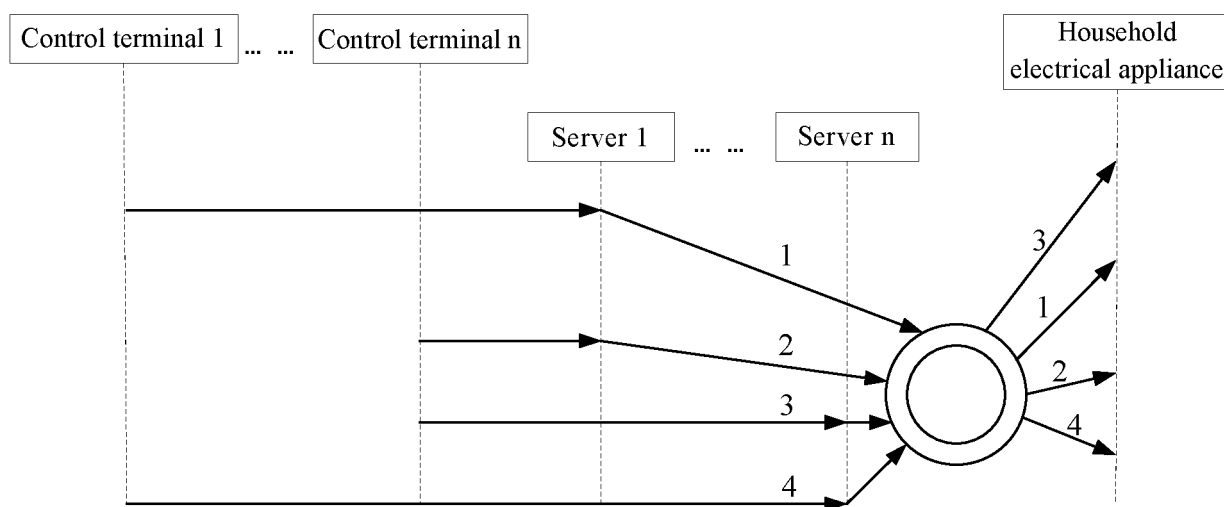 Control terminal 1
... ...
Control terminal n
Household
electrical appliance
Server 1
... ...
Server n
3
1
1
2
2
3
4
4